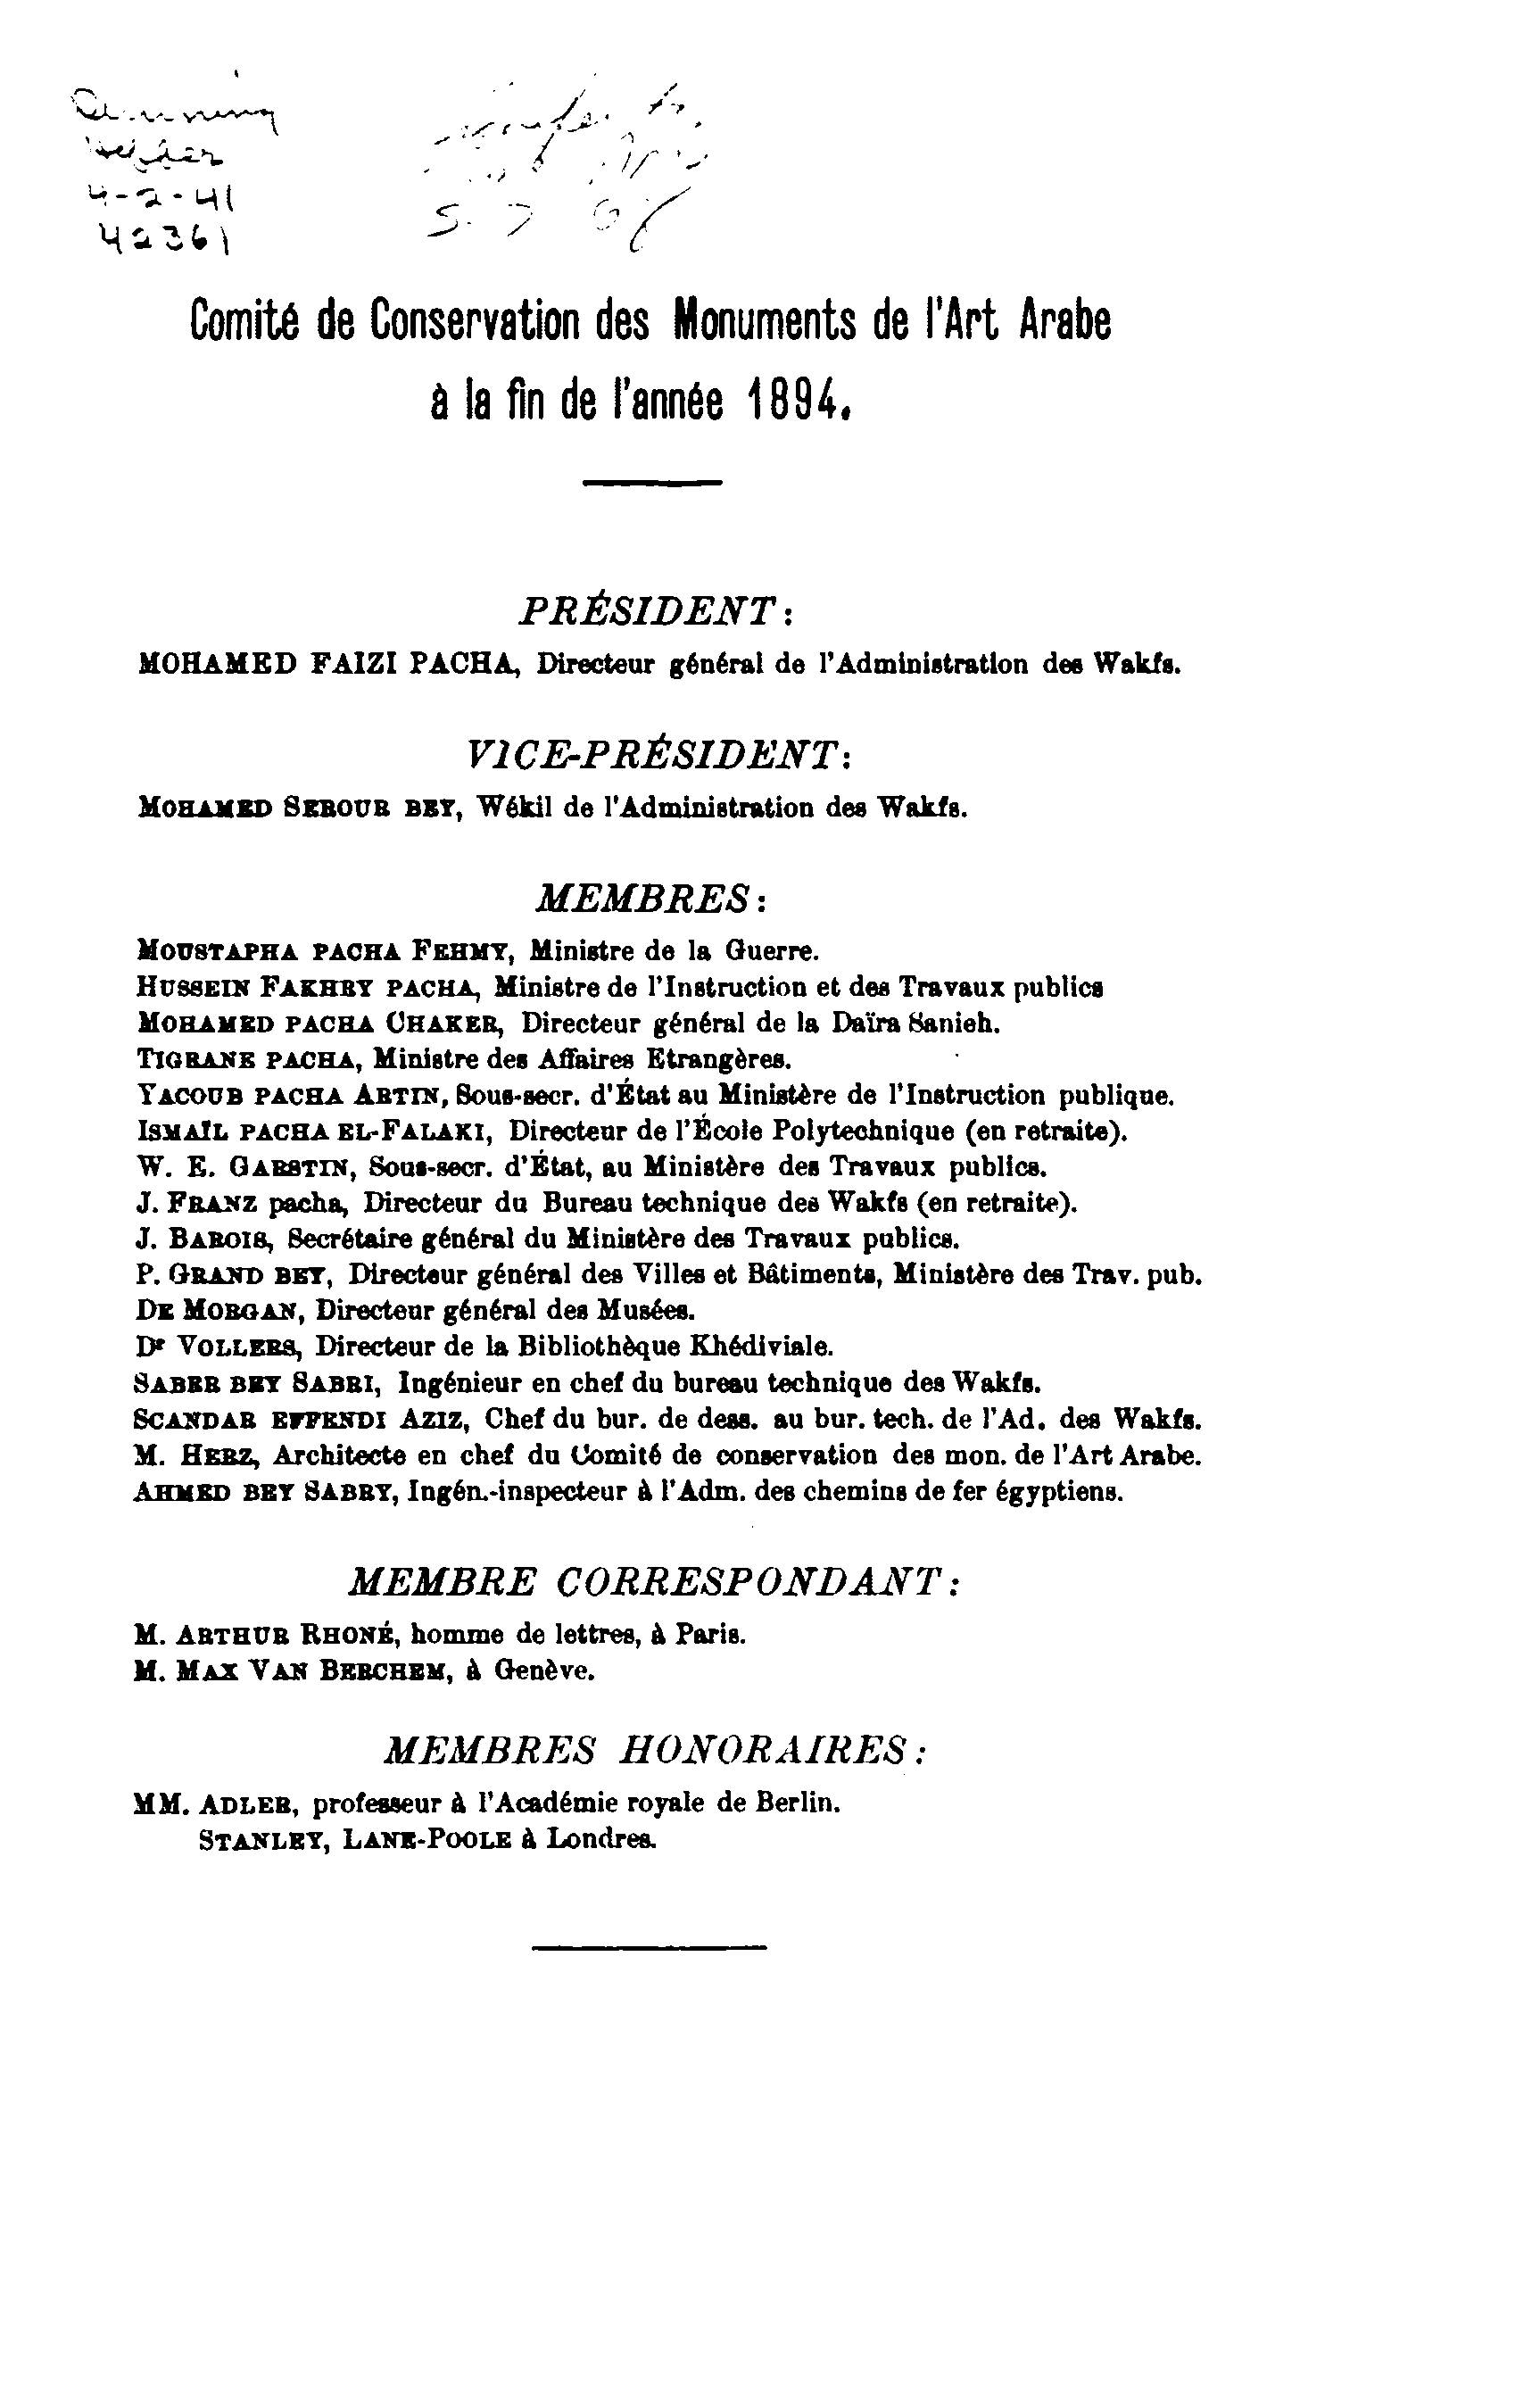 4-2-41
42361
Comité de Conservation des Monuments de l'Art Arabe
à la fin de l'année 1894.
PRÉSIDENT:
MOHAMED FAIZI PACHA, Directeur général de l'Administration des Wakfs.
VICE-PRÉSIDENT:
MOHAMED SEROUR BEY, Wékil de l'Administration des Wakfs.
MEMBRES:
MOUSTAPHA PACHA FEHMY, Ministre de la Guerre.
HUSSEIN FAKHRY PACHA, Ministre de l'Instruction et des Travaux publics
MOHAMED PACHA CHAKER, Directeur général de la Daïra Sanieh.
TIGRANE PACHA, Ministre des Affaires Etrangères.
YACOUB PACHA ARTIN, Sous-secr. d'État au Ministère de l'Instruction publique.
ISMAÏL PACHA EL-FALAKI, Directeur de l'École Polytechnique (en retraite).
W. E. GARSTIN, Sous-secr. d'État, au Ministère des Travaux publics.
J. FRANZ pacha, Directeur du Bureau technique des Wakfs (en retraite).
J. BAROIS, Secrétaire général du Ministère des Travaux publics.
P. GRAND BEY, Directeur général des Villes et Bâtiments, Ministère des Trav. pub.
DE MORGAN, Directeur général des Musées.
Dr VOLLERS, Directeur de la Bibliothèque Khédiviale.
SABER BEY SABRI, Ingénieur en chef du bureau technique des Wakfs.
SCANDAR EFFENDI AZIZ, Chef du bur. de dess. au bur. tech. de l'Ad. des Wakfs.
M. HERZ, Architecte en chef du Comité de conservation des mon. de l'Art Arabe.
AHMED BEY SABRY, Ingén.-inspecteur à l'Adm. des chemins de fer égyptiens.
MEMBRE CORRESPONDANT:
M. ARTHUR RHONÉ, homme de lettres, à Paris.
M. MAX VAN BERCHEM, à Genève.
MEMBRES HONORAIRES:
MM. ADLER, professeur à l'Académie royale de Berlin.
STANLEY, LANE-POOLE à Londres.